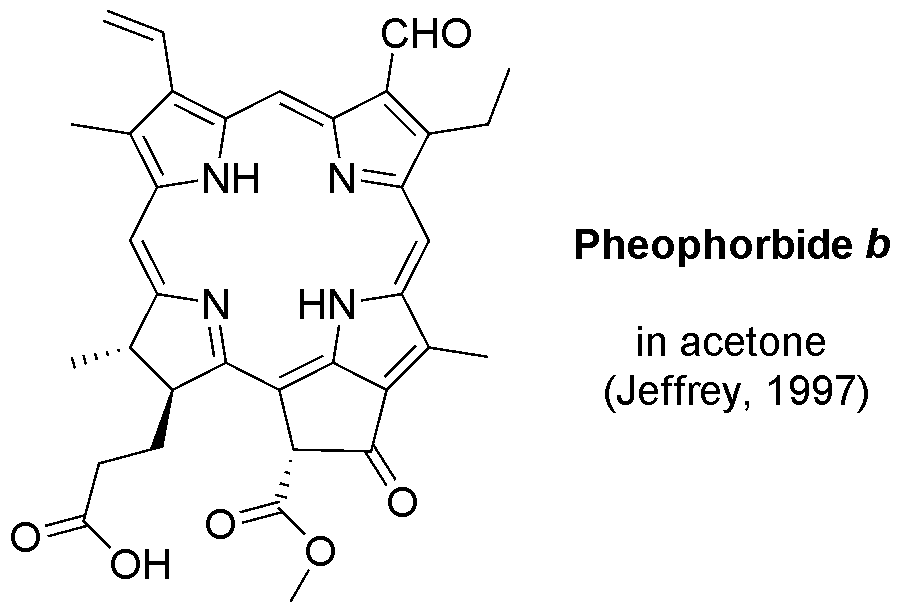 CHO
NH
N
N
HN
Pheophorbide b
in acetone
(Jeffrey, 1997)
O
O
O
O
OH